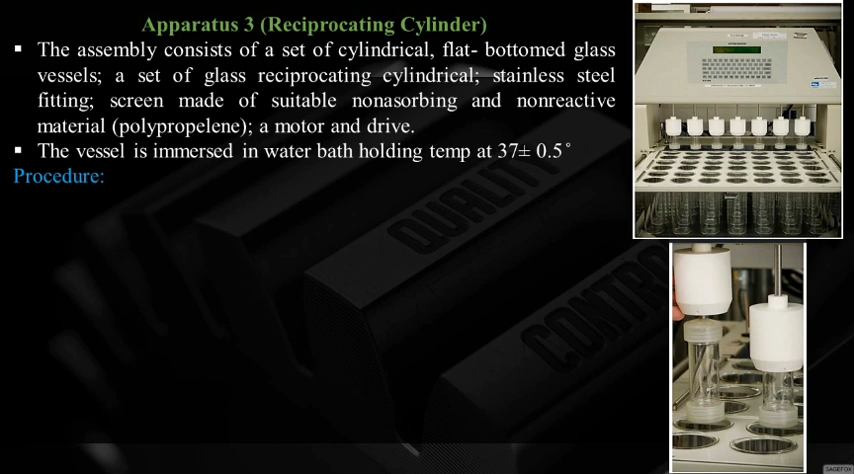 Apparatus 3 (Reciprocating Cylinder)
▪ The assembly consists of a set of cylindrical, flat- bottomed glass
vessels; a set of glass reciprocating cylindrical; stainless steel
fitting; screen made of suitable nonasorbing and nonreactive
material (polypropelene); a motor and drive.
▪ The vessel is immersed in water bath holding temp at 37± 0.5˚
Procedure:
QUALITY
CONTRO
SAGEFOX